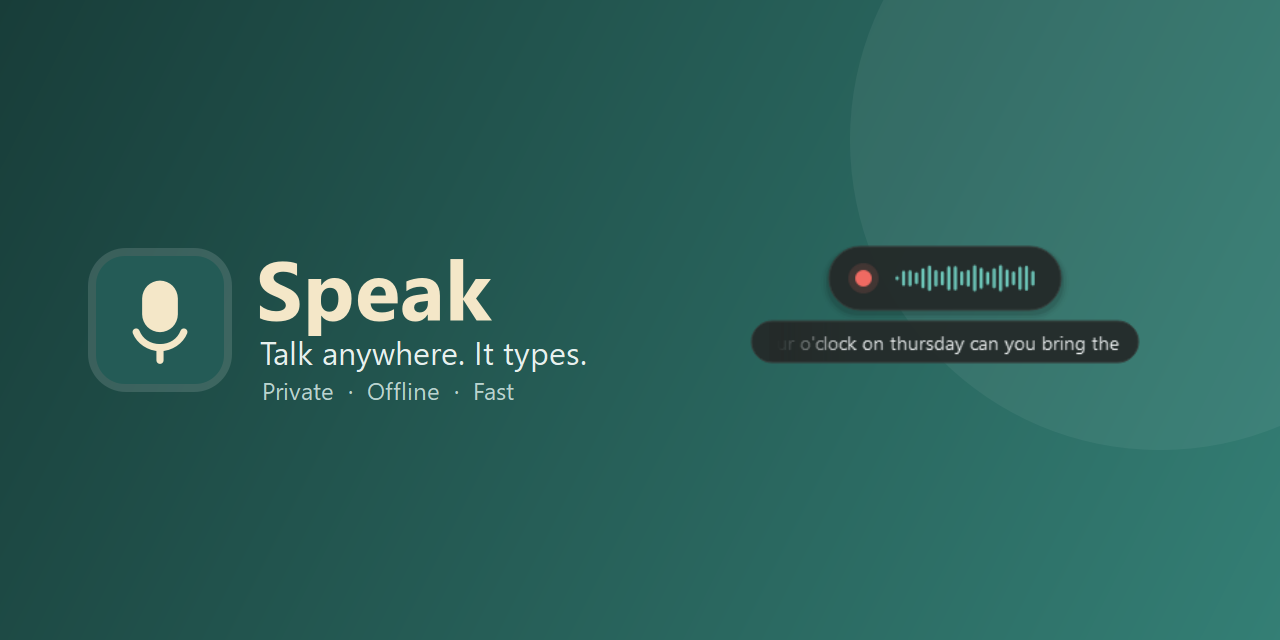 Speak
Talk anywhere. It types.
Private · Offline · Fast
o'clock on thursday can you bring the